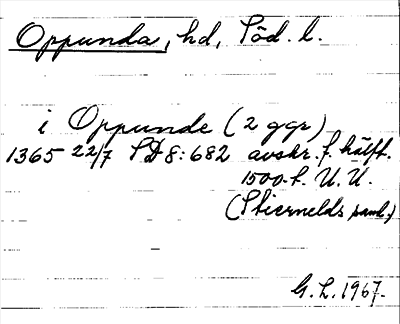 Oppunda, hd, Söd. l.
i Oppunde (2 ggr)
1365 22/7 SD 8:682 avskr. f. hälft.
1500-t. U.U.
(Stiernelds saml.)
G.L. 1967.